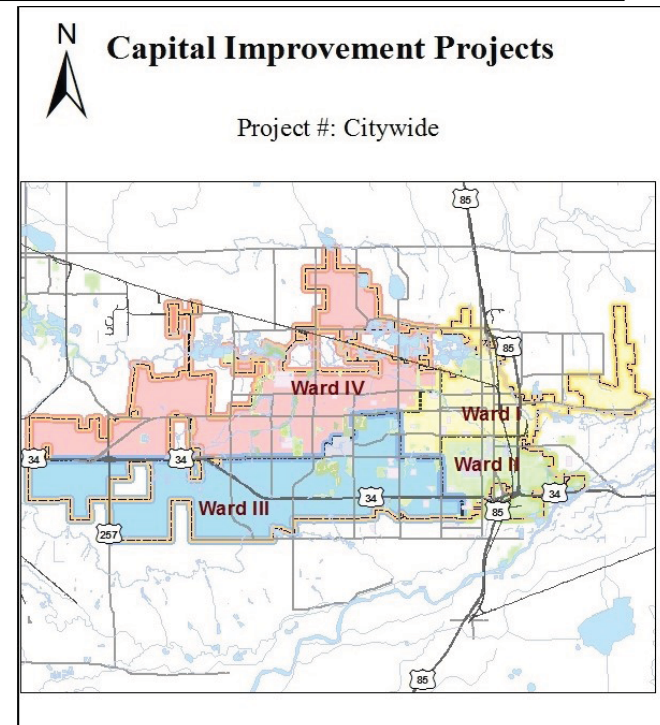 N
Capital Improvement Projects
Project #: Citywide
85
85
Ward IV
Ward I
34
34
Ward II
34
34
Ward III
85
257
85